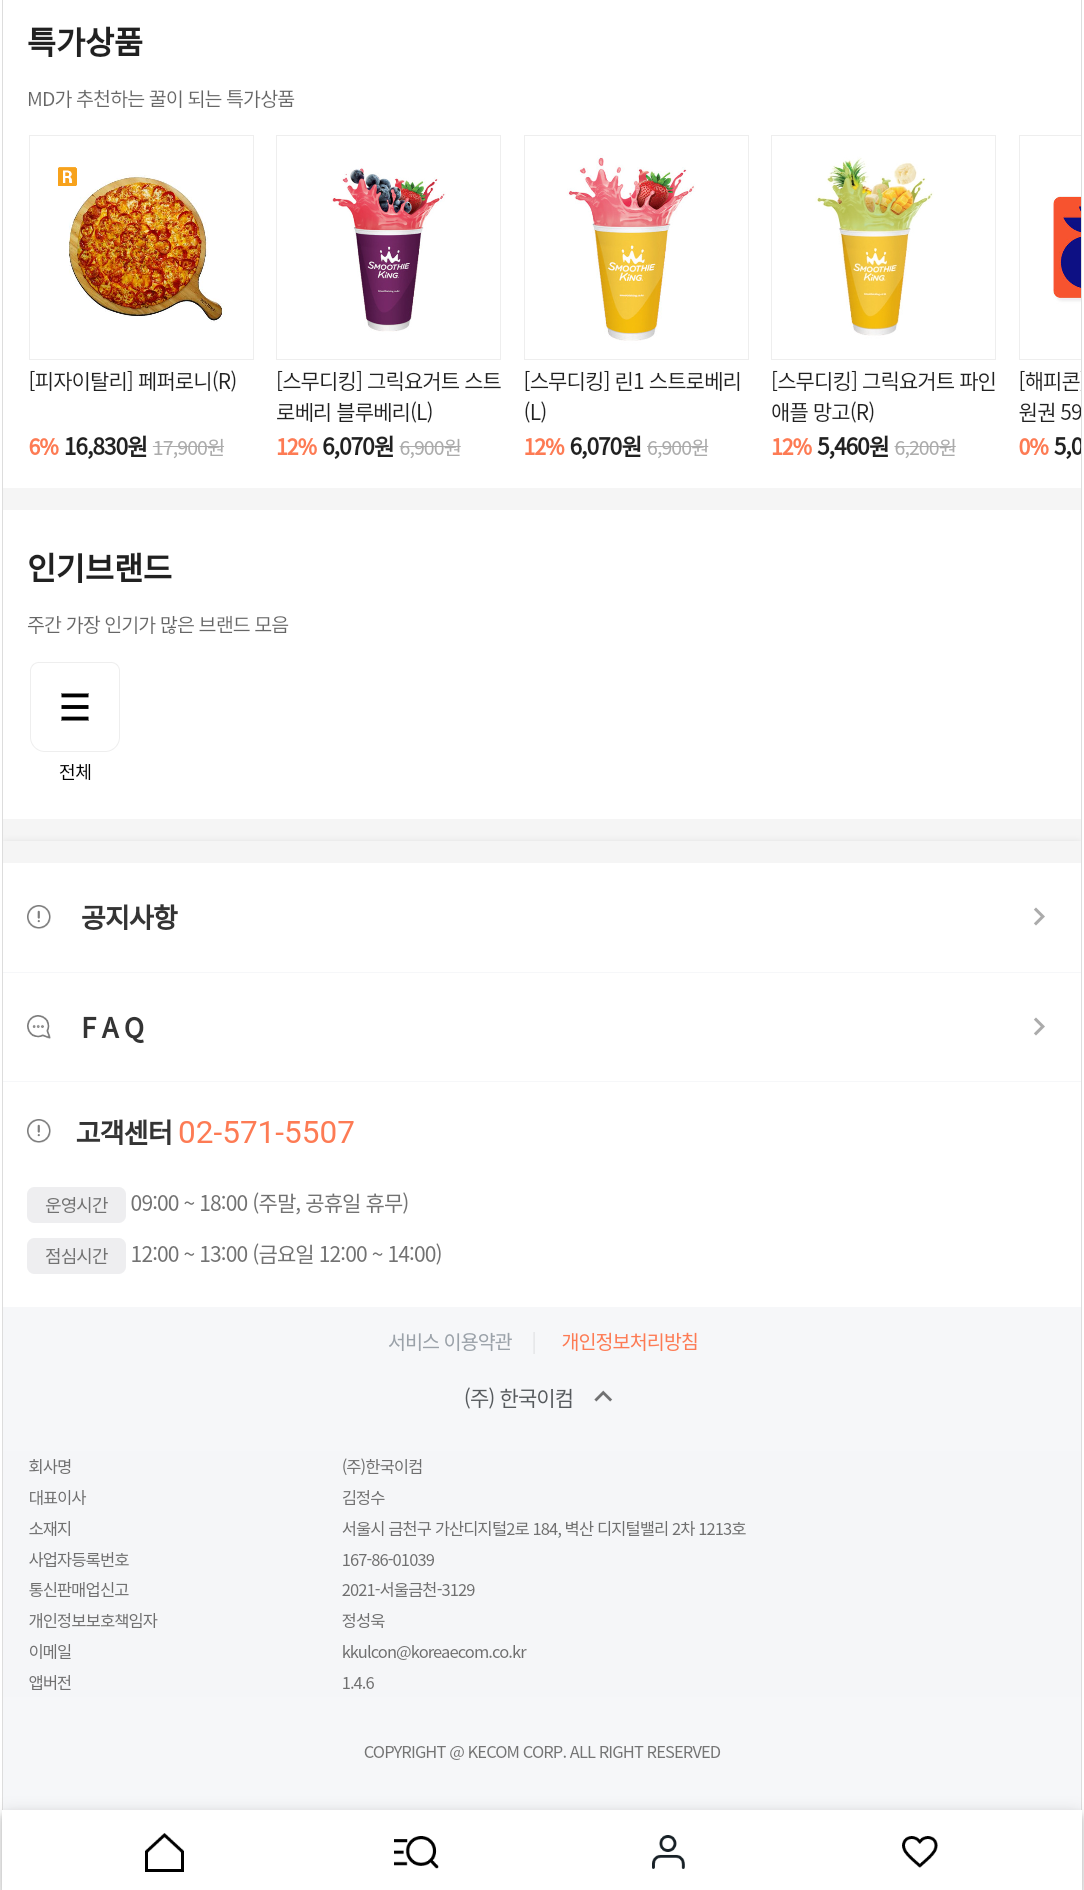 특가상품
MD가 추천하는 꿀이 되는 특가상품
R
SMOOTHIE KING
SMOOTHIE KING
SMOOTHIE KING
[피자이탈리] 페퍼로니(R)
6% 16,830원 17,900원
[스무디킹] 그릭요거트 스트
로베리 블루베리(L)
12% 6,070원 6,900원
[스무디킹] 린1 스트로베리
(L)
12% 6,070원 6,900원
[스무디킹] 그릭요거트 파인
애플 망고(R)
12% 5,460원 6,200원
[해피콘
원권 59
0% 5,0
인기브랜드
주간 가장 인기가 많은 브랜드 모음
전체
공지사항
F A Q
고객센터 02-571-5507
운영시간 09:00 ~ 18:00 (주말, 공휴일 휴무)
점심시간 12:00 ~ 13:00 (금요일 12:00 ~ 14:00)
서비스 이용약관 개인정보처리방침
(주) 한국이컴
회사명 (주)한국이컴
대표이사 김정수
소재지 서울시 금천구 가산디지털2로 184, 벽산 디지털밸리 2차 1213호
사업자등록번호 167-86-01039
통신판매업신고 2021-서울금천-3129
개인정보보호책임자 정성욱
이메일 kkulcon@koreaecom.co.kr
앱버전 1.4.6
COPYRIGHT @ KECOM CORP. ALL RIGHT RESERVED